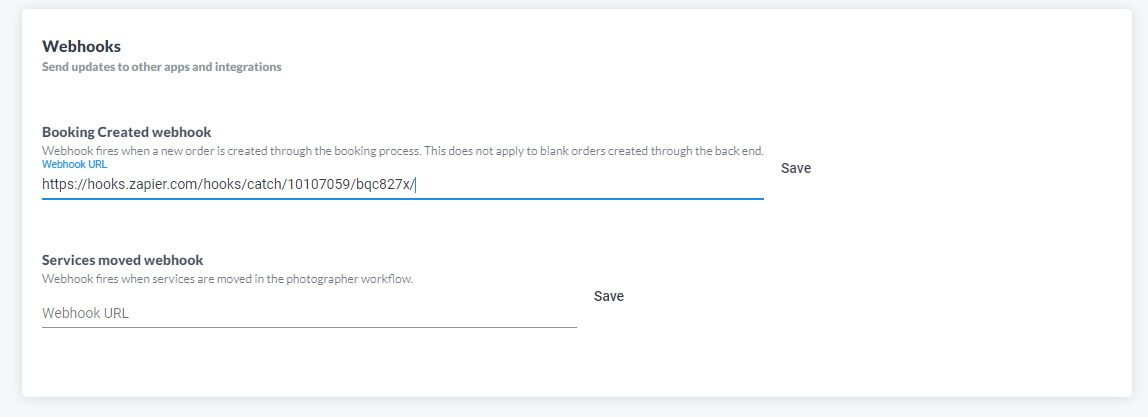 Webhooks
Send updates to other apps and integrations
Booking Created webhook
Webhook fires when a new order is created through the booking process. This does not apply to blank orders created through the back end.
Webhook URL
Save
https://hooks.zapier.com/hooks/catch/10107059/bqc827x/
Services moved webhook
Webhook fires when services are moved in the photographer workflow.
Save
Webhook URL